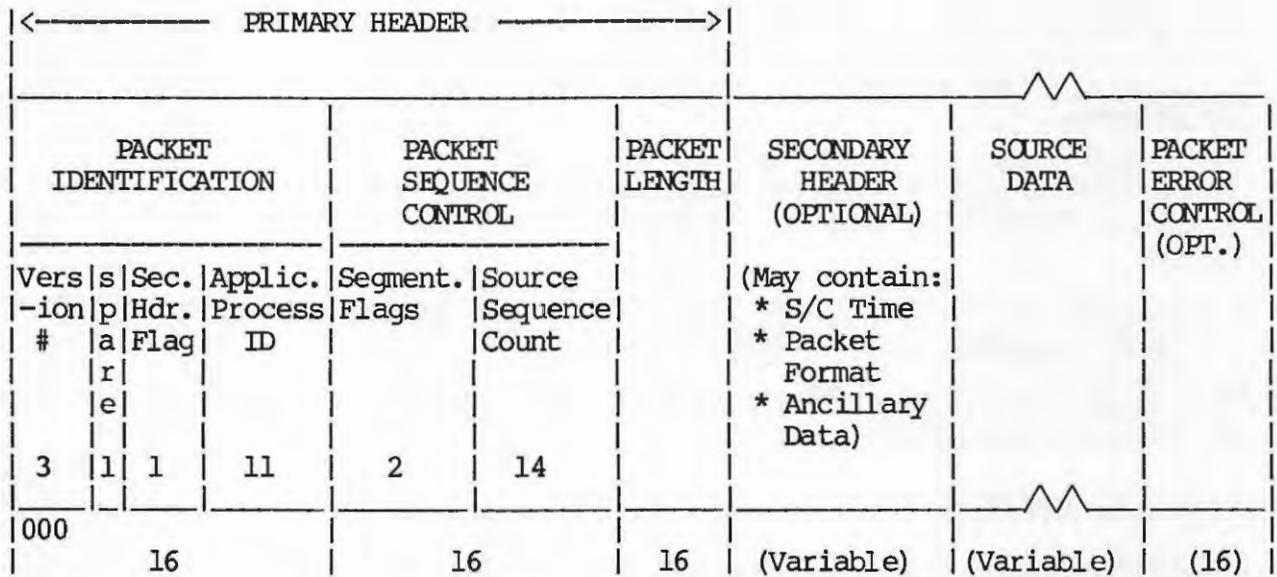 PRIMARY HEADER
PACKET IDENTIFICATION
PACKET SEQUENCE CONTROL
PACKET LENGTH
SECONDARY HEADER (OPTIONAL)
SOURCE DATA
PACKET ERROR CONTROL (OPT.)
Vers-ion #
spare
Sec. Hdr. Flag
Applic. Process ID
Segment. Flags
Source Sequence Count
(May contain:
* S/C Time
* Packet Format
* Ancillary Data)
3 1 1 11 2 14
000
16 16 16 (Variable) (Variable) (16)